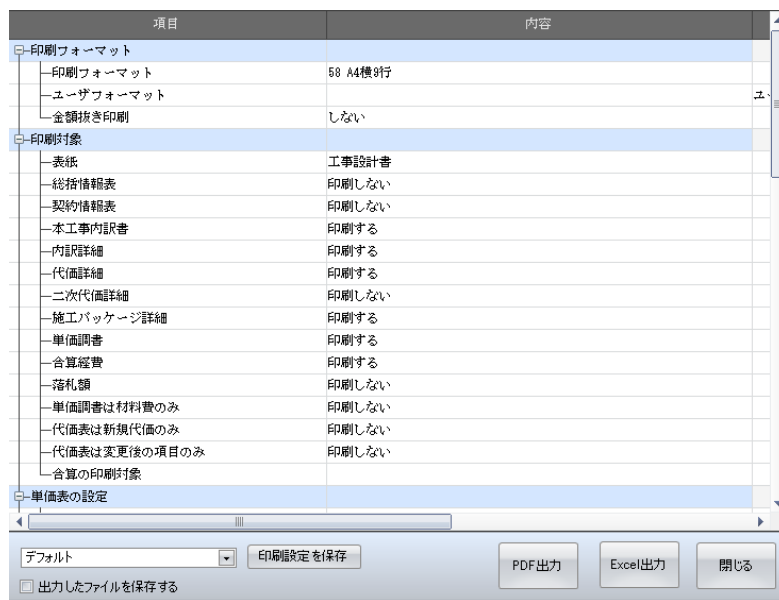 項目 内容
印刷フォーマット
印刷フォーマット 58 A4横9行
ユーザフォーマット
金額抜き印刷 しない
印刷対象
表紙 工事設計書
総括情報表 印刷しない
契約情報表 印刷しない
本工事内訳書 印刷する
内訳詳細 印刷する
代価詳細 印刷する
二次代価詳細 印刷しない
施工パッケージ詳細 印刷する
単価調書 印刷する
合算経費 印刷する
落札額 印刷しない
単価調書は材料費のみ 印刷しない
代価表は新規代価のみ 印刷しない
代価表は変更後の項目のみ 印刷しない
合算の印刷対象
単価表の設定
デフォルト 印刷設定を保存 PDF出力 Excel出力 閉じる
出力したファイルを保存する